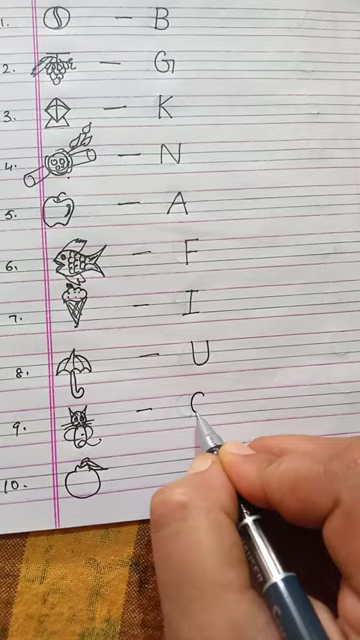 1. - B
2. - G
3. - K
4. - N
5. - A
6. - F
7. - I
8. - U
9. - C
10.